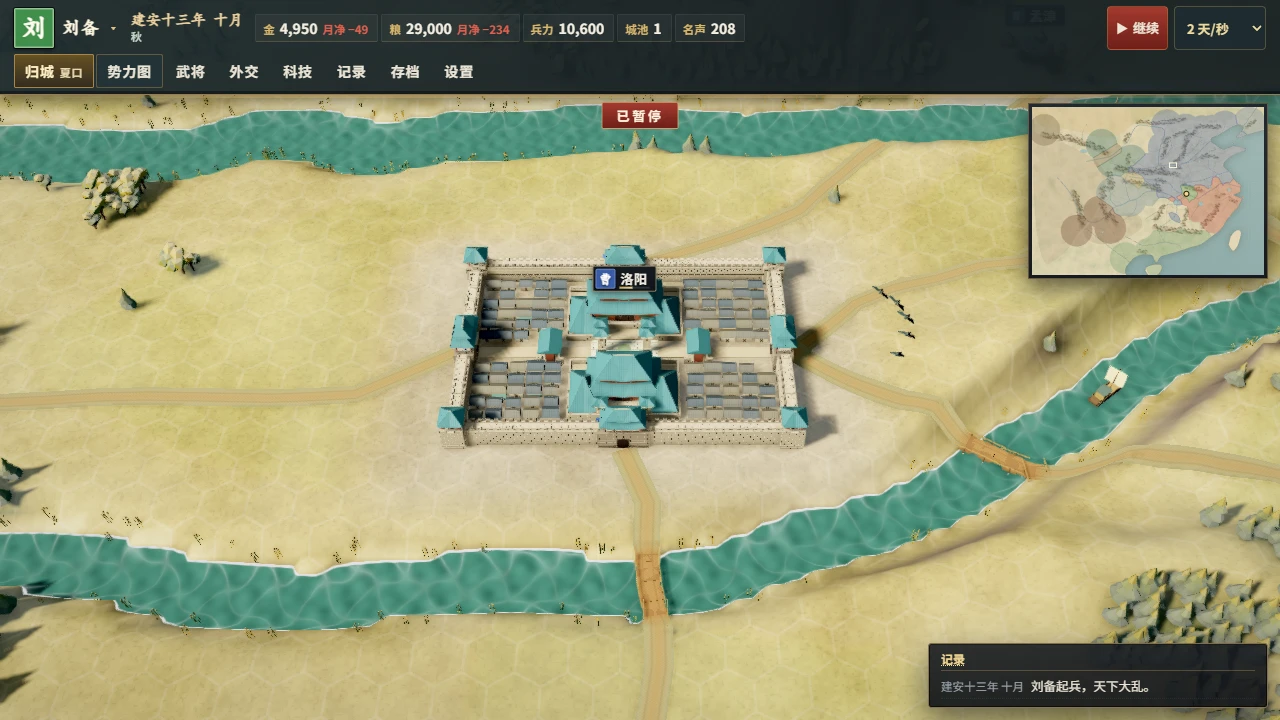 刘 刘备 建安十三年 十月
秋
金 4,950 月净 −49 粮 29,000 月净 −234 兵力 10,600 城池 1 名声 208
继续 2 天/秒
归城 夏口 势力图 武将 外交 科技 记录 存档 设置
已暂停
洛阳
记录
建安十三年 十月 刘备起兵，天下大乱。